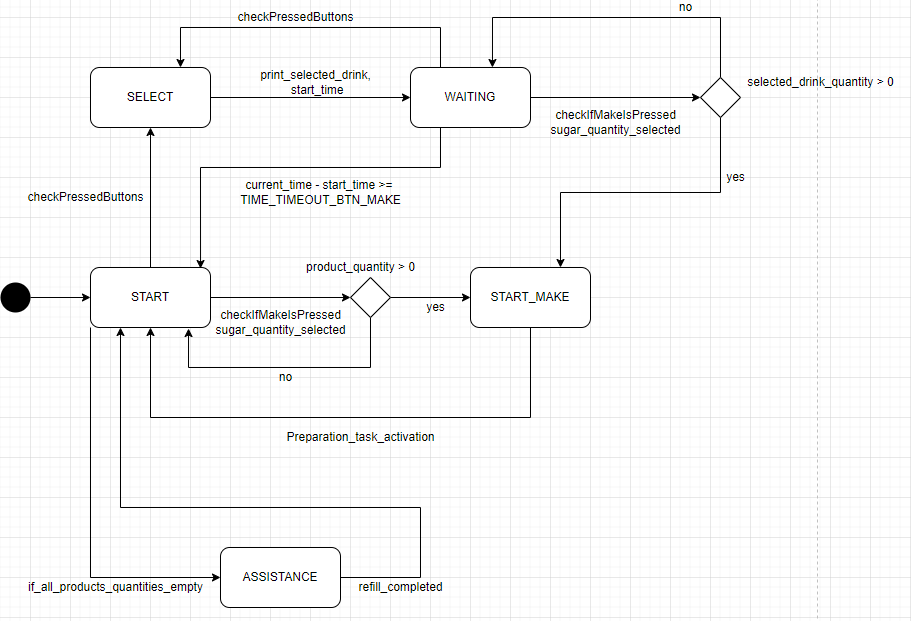 no
checkPressedButtons
print_selected_drink,
start_time
selected_drink_quantity > 0
SELECT
WAITING
checkIfMakeIsPressed
sugar_quantity_selected
yes
current_time - start_time >=
TIME_TIMEOUT_BTN_MAKE
checkPressedButtons
product_quantity > 0
START
START_MAKE
yes
checkIfMakeIsPressed
sugar_quantity_selected
no
Preparation_task_activation
ASSISTANCE
if_all_products_quantities_empty
refill_completed